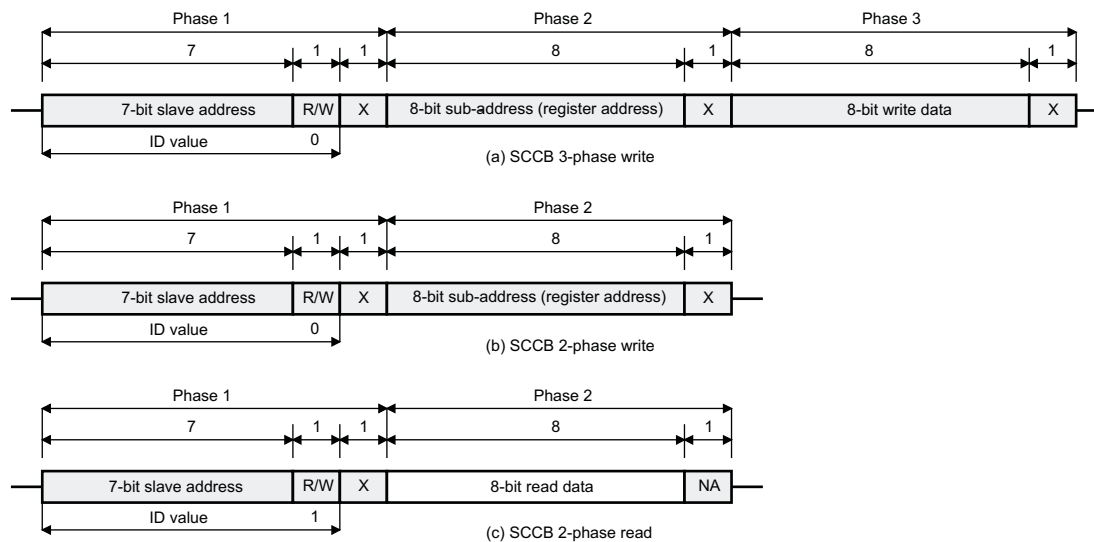 Phase 1 Phase 2 Phase 3
7 1 1 8 1 8 1
7-bit slave address R/W X 8-bit sub-address (register address) X 8-bit write data X
ID value 0
(a) SCCB 3-phase write
Phase 1 Phase 2
7 1 1 8 1
7-bit slave address R/W X 8-bit sub-address (register address) X
ID value 0
(b) SCCB 2-phase write
Phase 1 Phase 2
7 1 1 8 1
7-bit slave address R/W X 8-bit read data NA
ID value 1
(c) SCCB 2-phase read